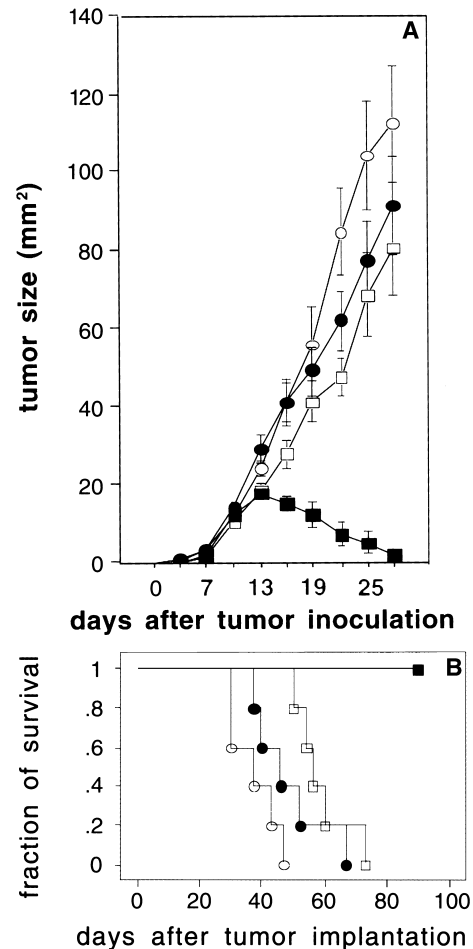 A
tumor size (mm²)
140
120
100
80
60
40
20
0
0 7 13 19 25
days after tumor inoculation
B
fraction of survival
1
.8
.6
.4
.2
0
0 20 40 60 80 100
days after tumor implantation